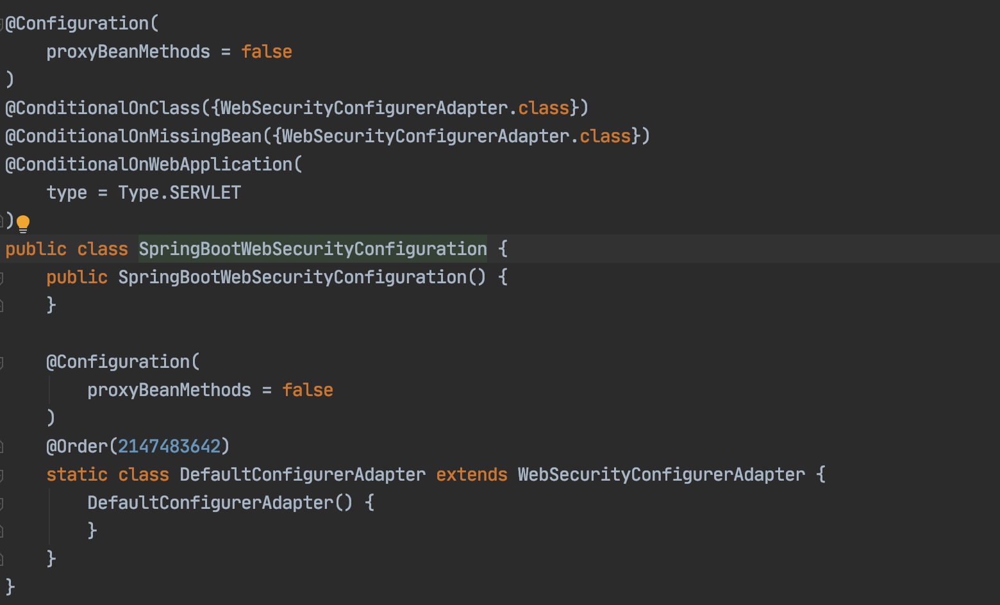 @Configuration(
    proxyBeanMethods = false
)
@ConditionalOnClass({WebSecurityConfigurerAdapter.class})
@ConditionalOnMissingBean({WebSecurityConfigurerAdapter.class})
@ConditionalOnWebApplication(
    type = Type.SERVLET
)
public class SpringBootWebSecurityConfiguration {
    public SpringBootWebSecurityConfiguration() {
    }

    @Configuration(
        proxyBeanMethods = false
    )
    @Order(2147483642)
    static class DefaultConfigurerAdapter extends WebSecurityConfigurerAdapter {
        DefaultConfigurerAdapter() {
        }
    }
}